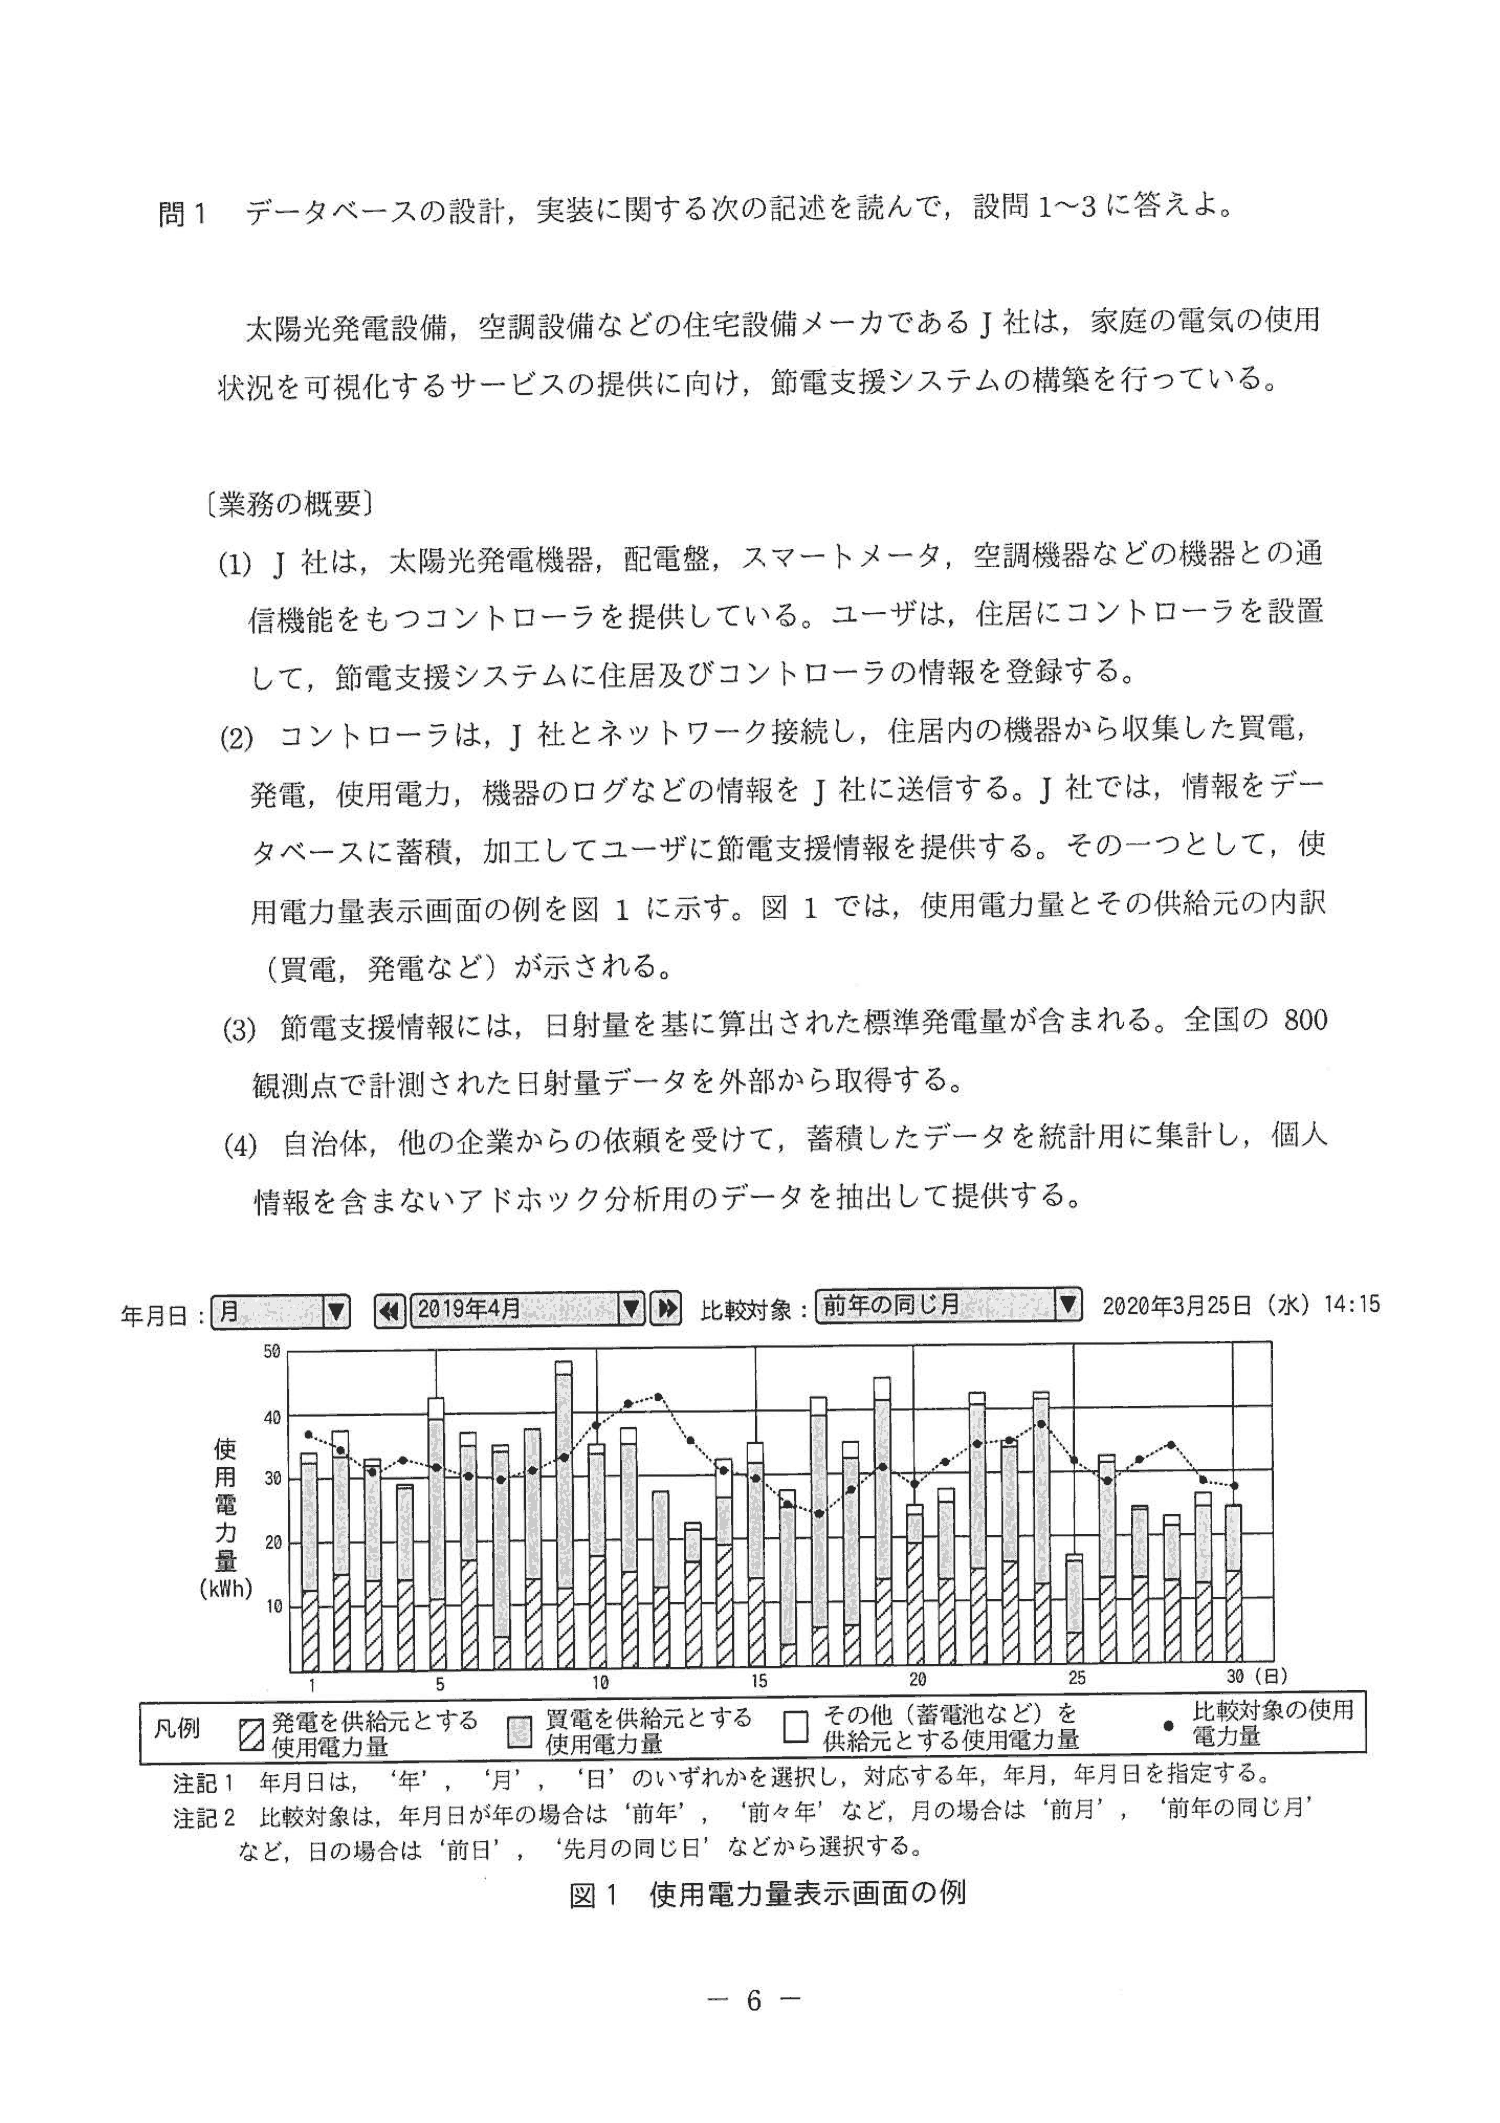 問1 データベースの設計，実装に関する次の記述を読んで，設問1～3に答えよ。
太陽光発電設備，空調設備などの住宅設備メーカであるJ社は，家庭の電気の使用
状況を可視化するサービスの提供に向け，節電支援システムの構築を行っている。
〔業務の概要〕
(1) J社は，太陽光発電機器，配電盤，スマートメータ，空調機器などの機器との通
信機能をもつコントローラを提供している。ユーザは，住居にコントローラを設置
して，節電支援システムに住居及びコントローラの情報を登録する。
(2) コントローラは，J社とネットワーク接続し，住居内の機器から収集した買電，
発電，使用電力，機器のログなどの情報をJ社に送信する。J社では，情報をデー
タベースに蓄積，加工してユーザに節電支援情報を提供する。その一つとして，使
用電力量表示画面の例を図1に示す。図1では，使用電力量とその供給元の内訳
（買電，発電など）が示される。
(3) 節電支援情報には，日射量を基に算出された標準発電量が含まれる。全国の800
観測点で計測された日射量データを外部から取得する。
(4) 自治体，他の企業からの依頼を受けて，蓄積したデータを統計用に集計し，個人
情報を含まないアドホック分析用のデータを抽出して提供する。
年月日：月 ▼ ≪ 2019年4月 ▼ ≫ 比較対象：前年の同じ月 ▼ 2020年3月25日（水）14:15
使用電力量(kWh)
50
40
30
20
10
1 5 10 15 20 25 30（日）
凡例 発電を供給元とする使用電力量 買電を供給元とする使用電力量 その他（蓄電池など）を供給元とする使用電力量 ● 比較対象の使用電力量
注記1 年月日は，‘年’，‘月’，‘日’のいずれかを選択し，対応する年，年月，年月日を指定する。
注記2 比較対象は，年月日が年の場合は‘前年’，‘前々年’など，月の場合は‘前月’，‘前年の同じ月’
など，日の場合は‘前日’，‘先月の同じ日’などから選択する。
図1 使用電力量表示画面の例
－ 6 －